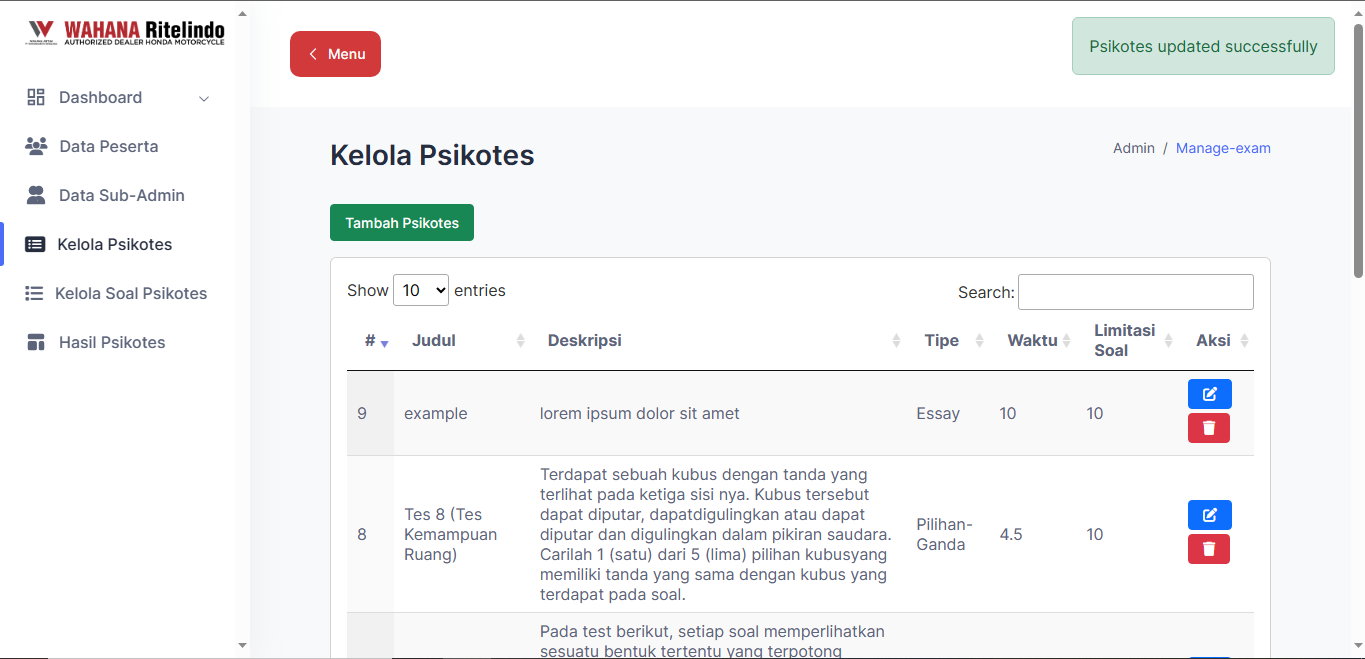 WAHANA Ritelindo
AUTHORIZED DEALER HONDA MOTORCYCLE
Menu
Psikotes updated successfully
Dashboard
Data Peserta
Data Sub-Admin
Kelola Psikotes
Kelola Soal Psikotes
Hasil Psikotes
Kelola Psikotes
Admin / Manage-exam
Tambah Psikotes
Show 10 entries
Search:
# Judul Deskripsi Tipe Waktu Limitasi Soal Aksi
9 example lorem ipsum dolor sit amet Essay 10 10
8
Tes 8 (Tes
Kemampuan
Ruang)
Terdapat sebuah kubus dengan tanda yang
terlihat pada ketiga sisi nya. Kubus tersebut
dapat diputar, dapatdigulingkan atau dapat
diputar dan digulingkan dalam pikiran saudara.
Carilah 1 (satu) dari 5 (lima) pilihan kubusyang
memiliki tanda yang sama dengan kubus yang
terdapat pada soal.
Pilihan-
Ganda
4.5
10
Pada test berikut, setiap soal memperlihatkan
sesuatu bentuk tertentu yang terpotong